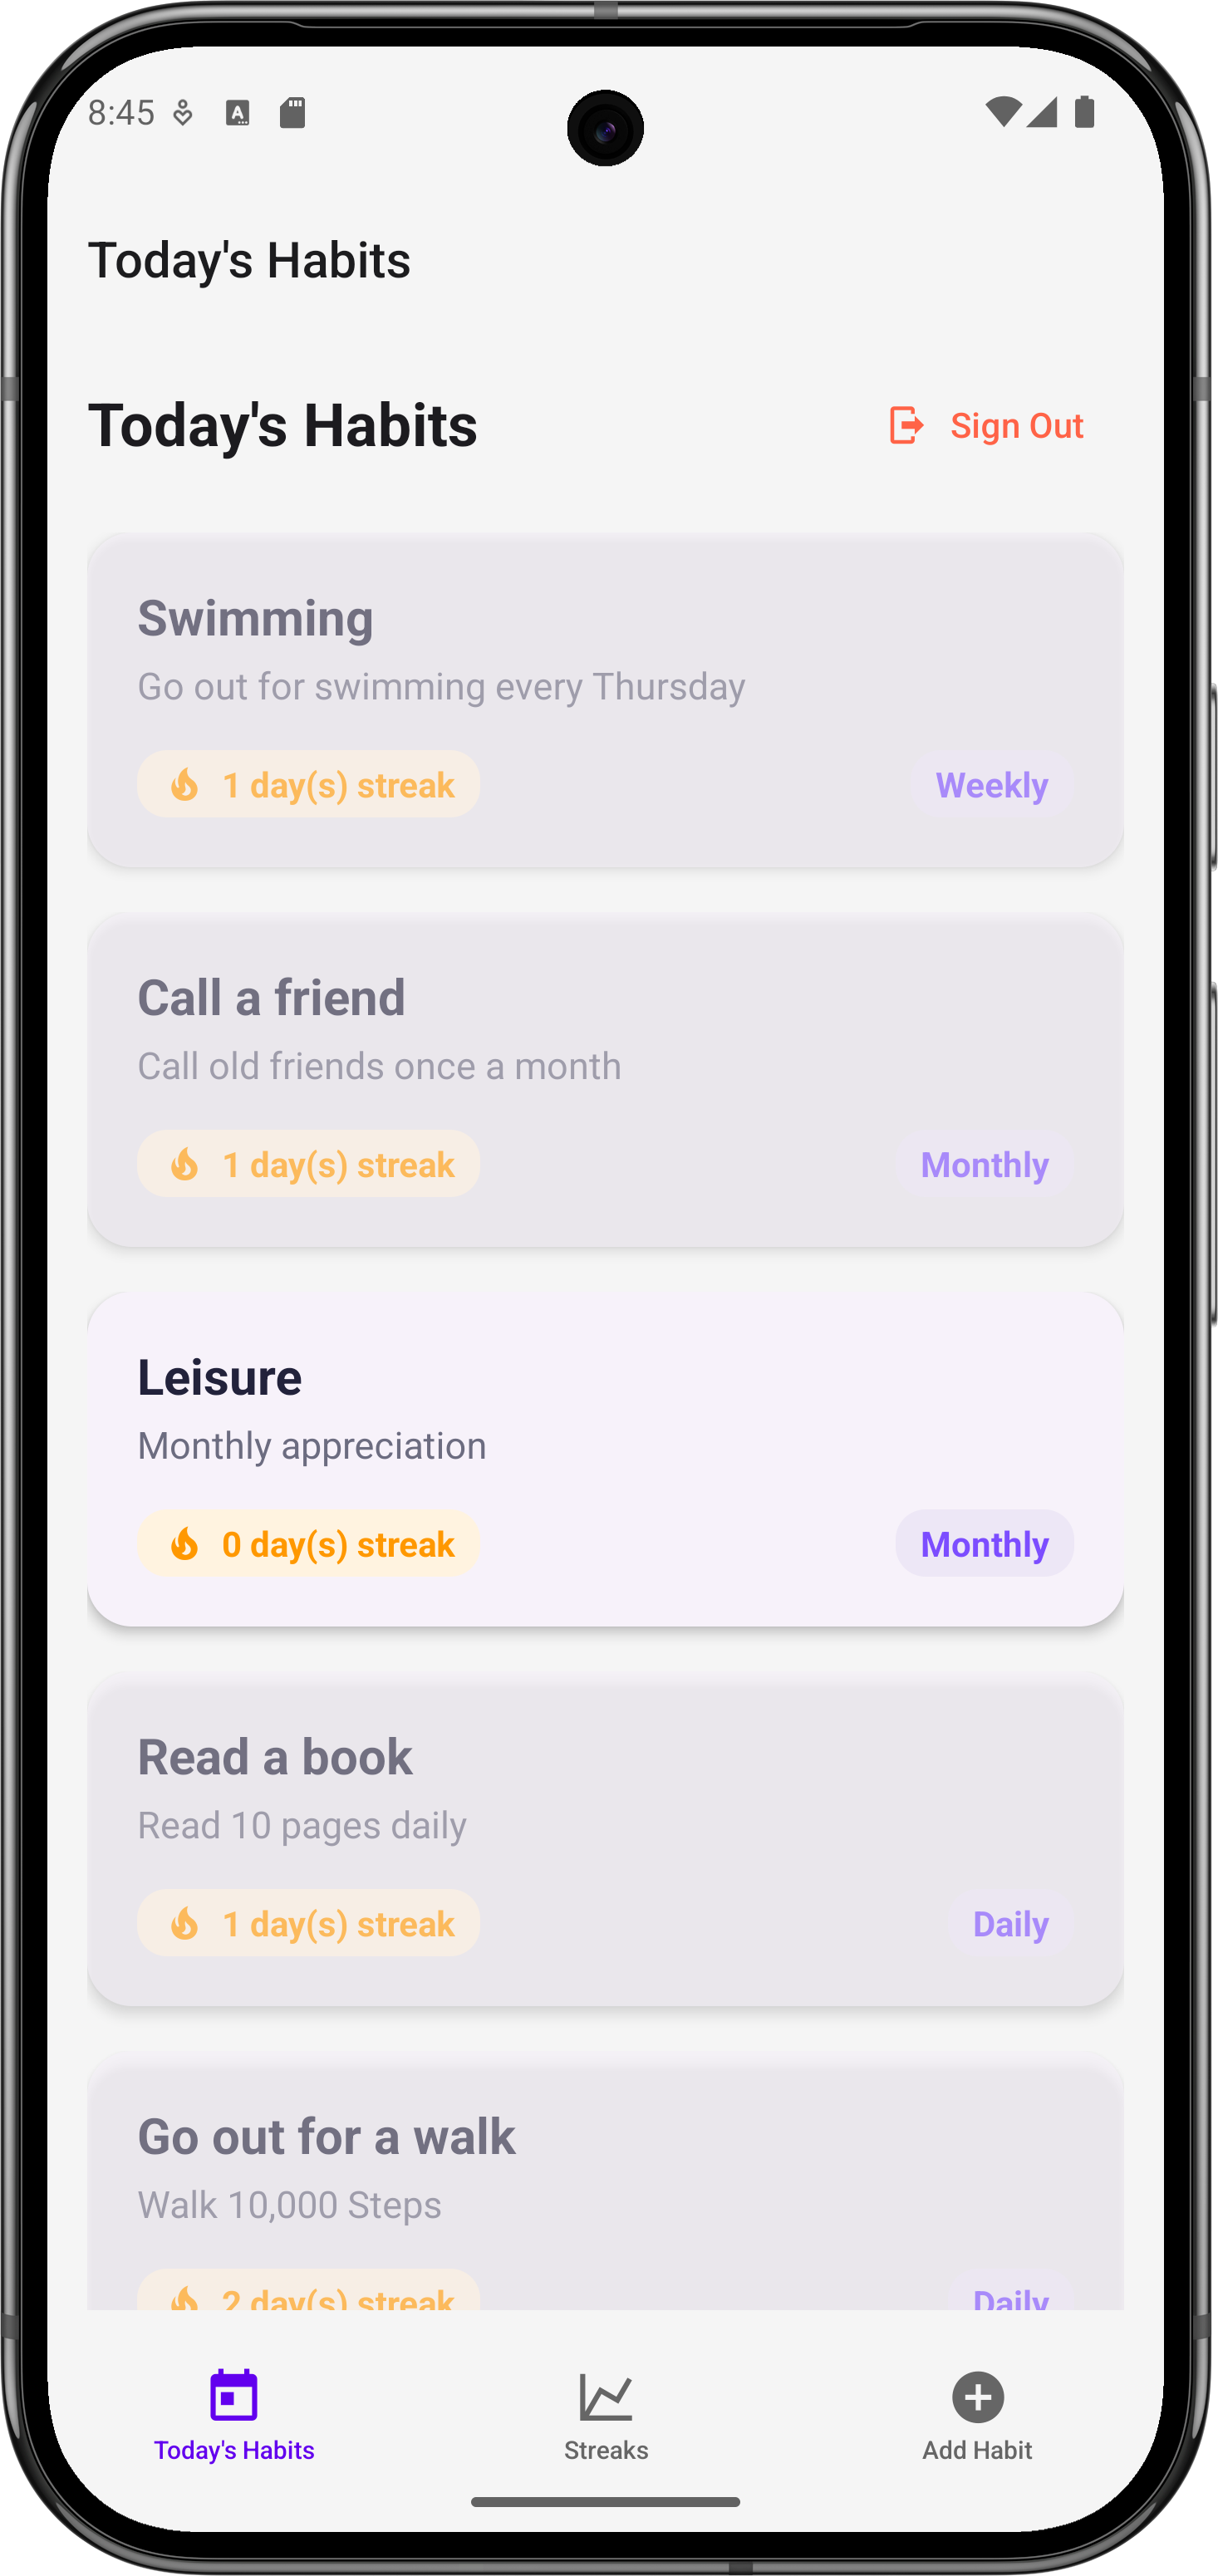 8:45
Today's Habits
Today's Habits
Sign Out
Swimming
Go out for swimming every Thursday
1 day(s) streak
Weekly
Call a friend
Call old friends once a month
1 day(s) streak
Monthly
Leisure
Monthly appreciation
0 day(s) streak
Monthly
Read a book
Read 10 pages daily
1 day(s) streak
Daily
Go out for a walk
Walk 10,000 Steps
2 day(s) streak
Daily
Today's Habits
Streaks
Add Habit